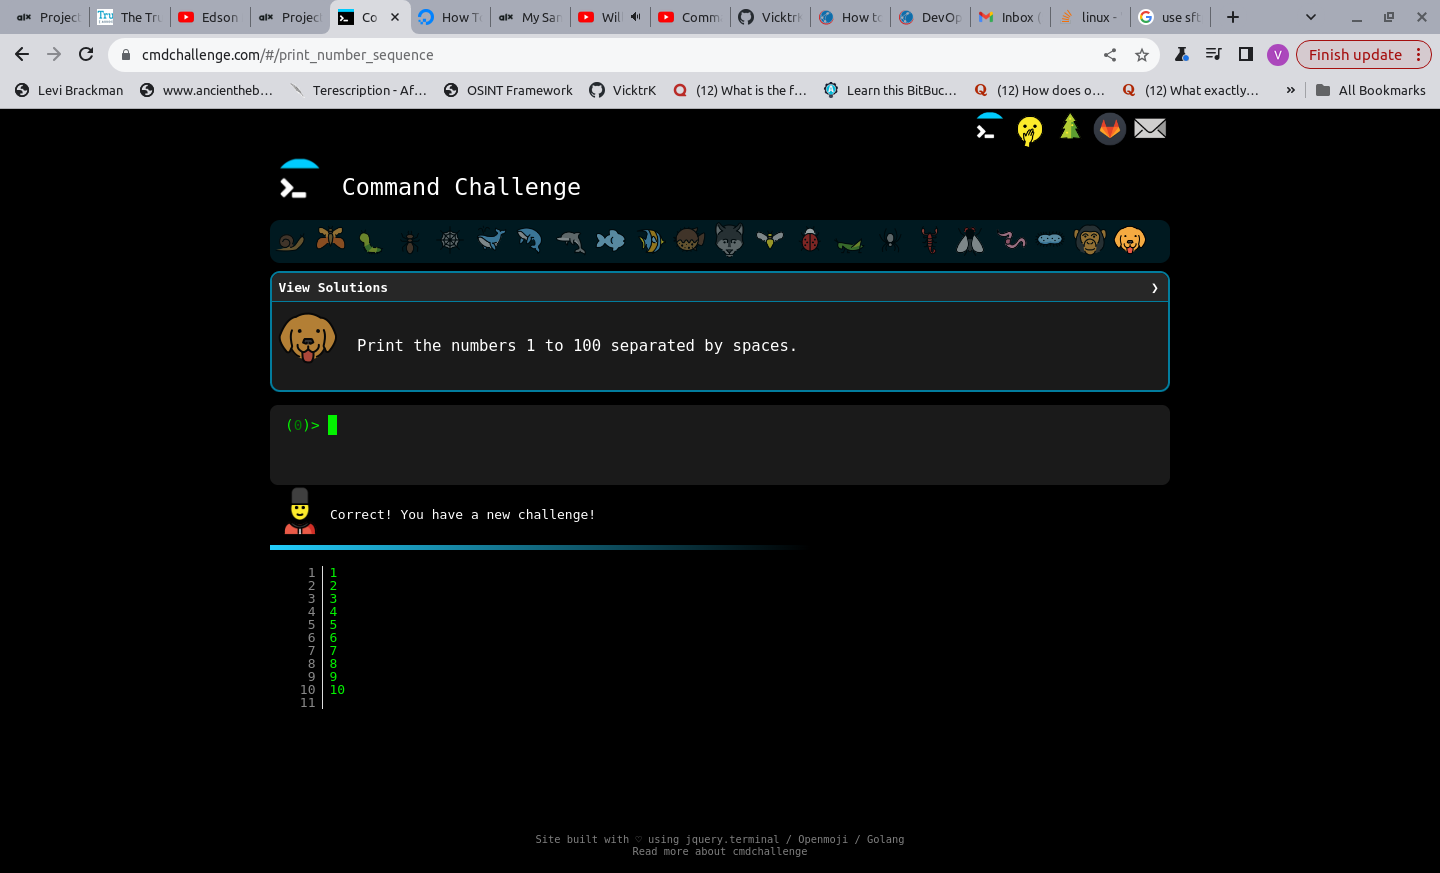 Project
The Tru
Edson
Project
Co
How To
My San
Will
Comma
VicktrK
How to
DevOp
Inbox (
linux -
use sft
cmdchallenge.com/#/print_number_sequence
V
Finish update
Levi Brackman
www.ancientheb…
Terescription - Af…
OSINT Framework
VicktrK
(12) What is the f…
Learn this BitBuc…
(12) How does o…
(12) What exactly…
»
All Bookmarks
Command Challenge
View Solutions
Print the numbers 1 to 100 separated by spaces.
(0)>
Correct! You have a new challenge!
1 1
2 2
3 3
4 4
5 5
6 6
7 7
8 8
9 9
10 10
11
Site built with ♡ using jquery.terminal / Openmoji / Golang
Read more about cmdchallenge